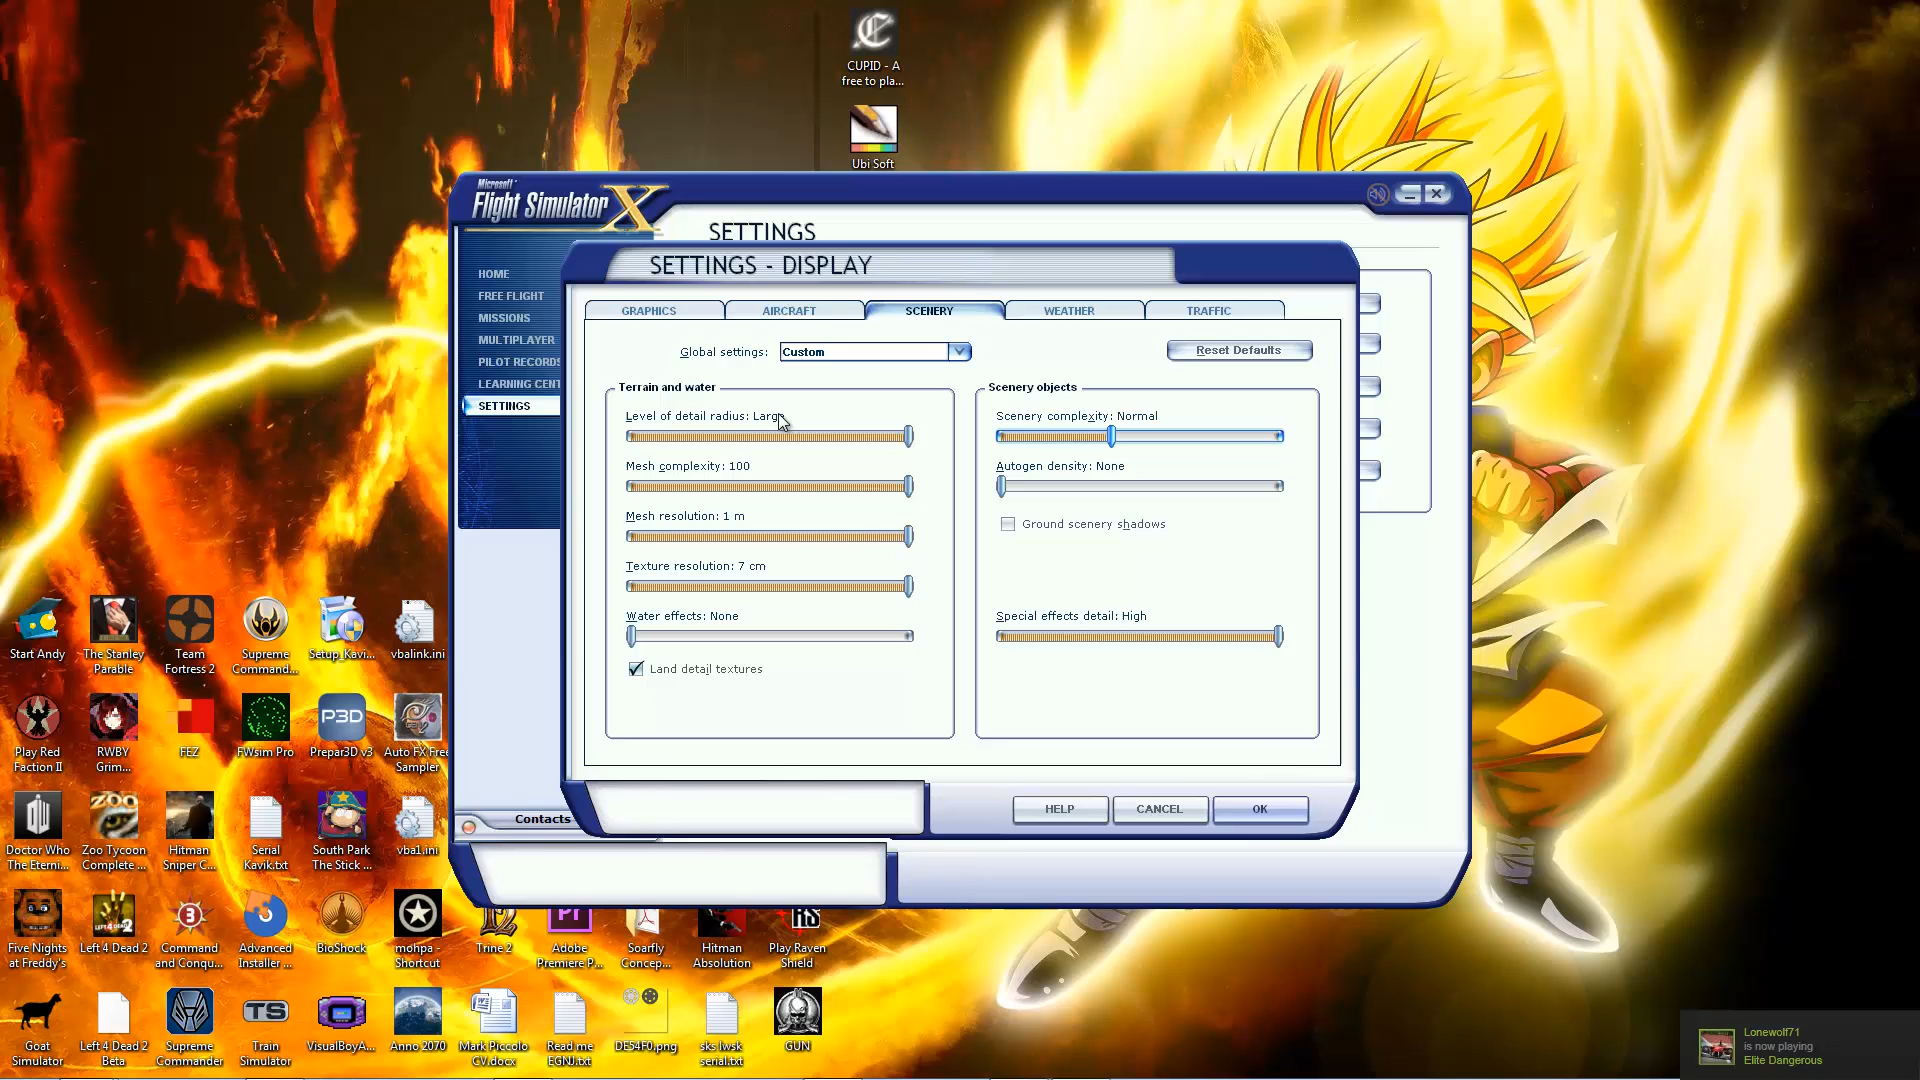 CUPID - A
free to pla...
Ubi Soft
Microsoft
Flight Simulator X
SETTINGS
SETTINGS - DISPLAY
HOME
FREE FLIGHT
MISSIONS
MULTIPLAYER
PILOT RECORDS
LEARNING CENT
SETTINGS
GRAPHICS
AIRCRAFT
SCENERY
WEATHER
TRAFFIC
Global settings:
Custom
Reset Defaults
Terrain and water
Level of detail radius: Large
Mesh complexity: 100
Mesh resolution: 1 m
Texture resolution: 7 cm
Water effects: None
Land detail textures
Scenery objects
Scenery complexity: Normal
Autogen density: None
Ground scenery shadows
Special effects detail: High
HELP
CANCEL
OK
Contacts
Start Andy
The Stanley
Parable
Team
Fortress 2
Supreme
Command...
Setup_Kavi...
vbalink.ini
P3D
Play Red
Faction II
RWBY
Grim...
FEZ
FWsim Pro
Prepar3D v3
Auto FX Free
Sampler
ZOO
Doctor Who
The Eterni...
Zoo Tycoon
Complete ...
Hitman
Sniper C...
Serial
Kavik.txt
South Park
The Stick ...
vba1.ini
Five Nights
at Freddy's
Left 4 Dead 2
Command
and Conqu...
Advanced
Installer ...
BioShock
mohpa -
Shortcut
Trine 2
Adobe
Premiere P...
Soarfly
Concep...
Hitman
Absolution
Play Raven
Shield
TS
Goat
Simulator
Left 4 Dead 2
Beta
Supreme
Commander
Train
Simulator
VisualBoyA...
Anno 2070
Mark Piccolo
CV.docx
Read me
EGNJ.txt
DE54F0.png
sks lwsk
serial.txt
GUN
Lonewolf71
is now playing
Elite Dangerous